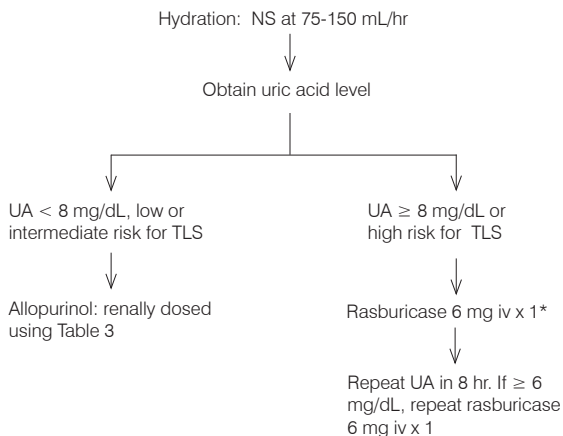 Hydration: NS at 75-150 mL/hr
Obtain uric acid level
UA < 8 mg/dL, low or
intermediate risk for TLS
UA ≥ 8 mg/dL or
high risk for TLS
Allopurinol: renally dosed
using Table 3
Rasburicase 6 mg iv x 1*
Repeat UA in 8 hr. If ≥ 6
mg/dL, repeat rasburicase
6 mg iv x 1